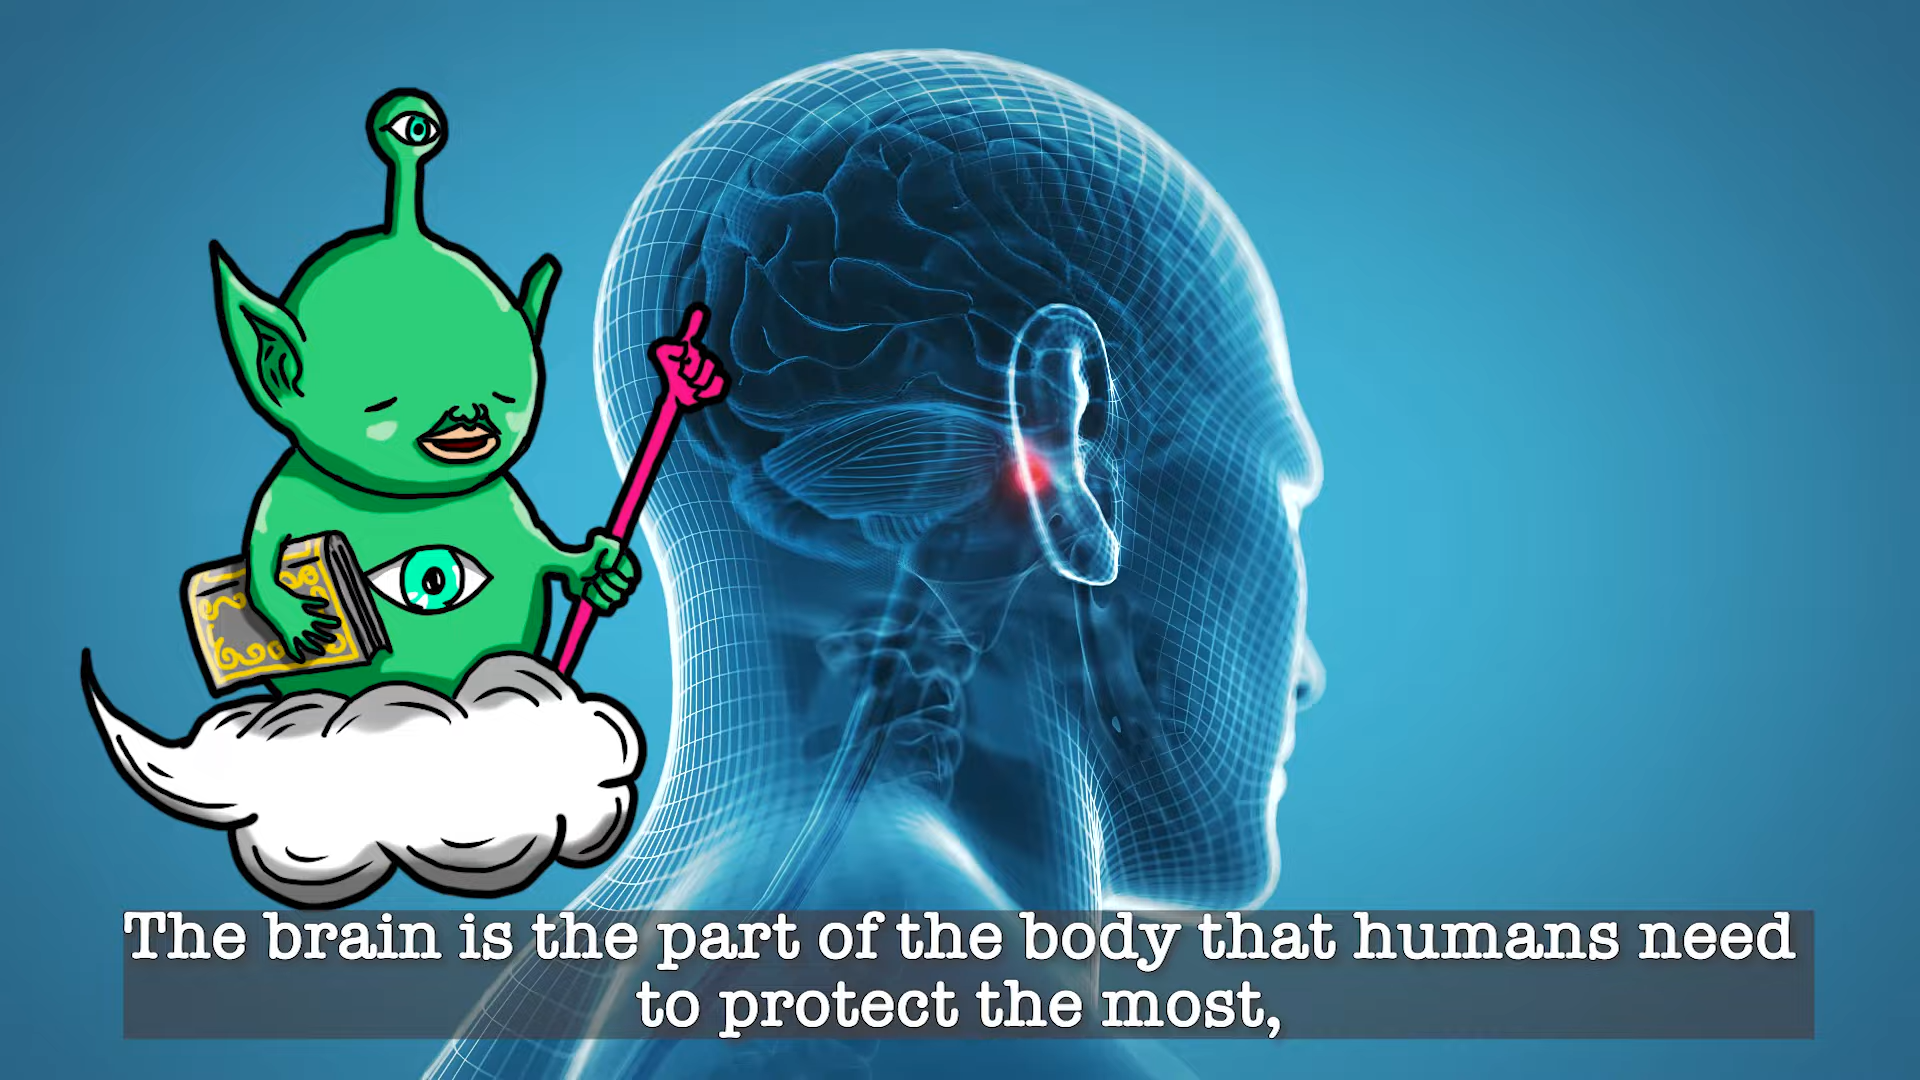 The brain is the part of the body that humans need
to protect the most,